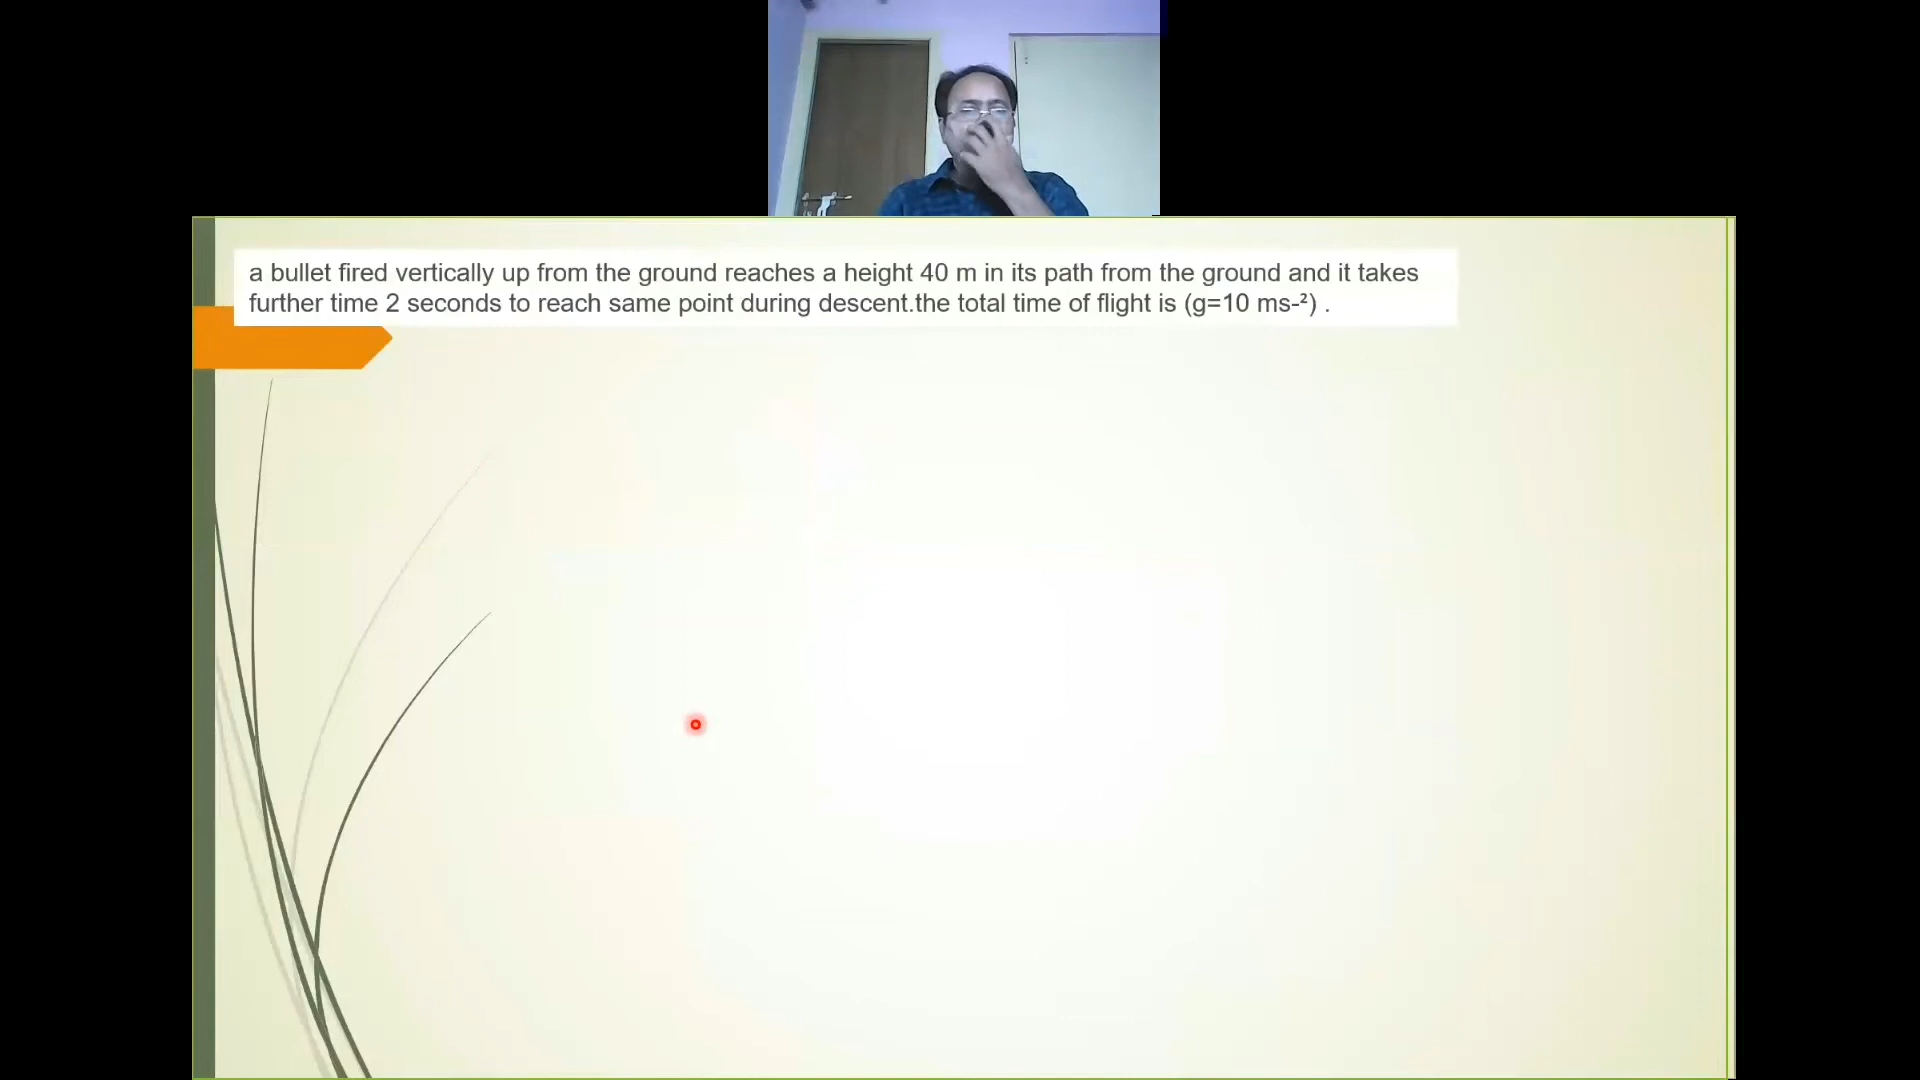 a bullet fired vertically up from the ground reaches a height 40 m in its path from the ground and it takes
further time 2 seconds to reach same point during descent.the total time of flight is (g=10 ms-²) .